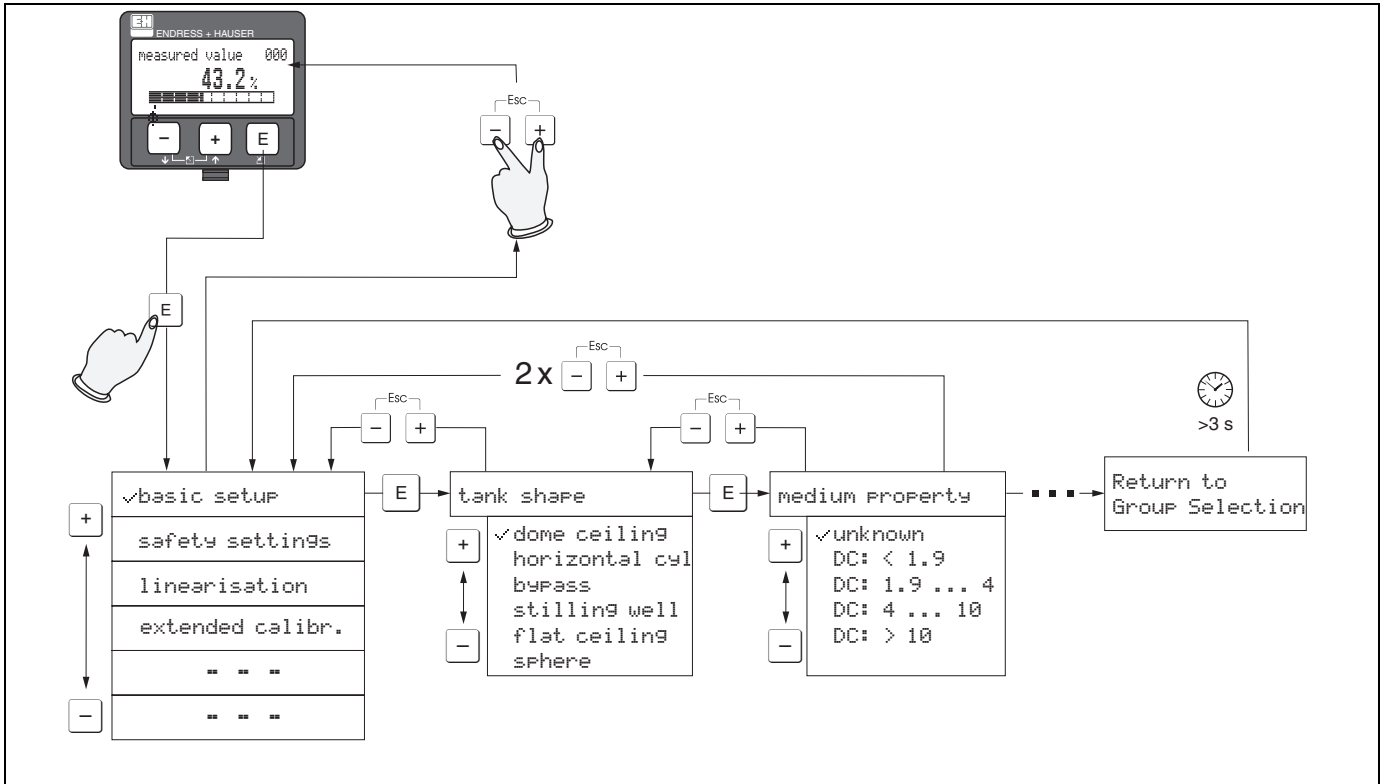 EH
ENDRESS + HAUSER
measured value 000
43.2 %
- + E
Esc
- +
E
Esc
2 x - +
>3 s
Esc
- +
Esc
- +
✓basic setup
safety settings
linearisation
extended calibr.
- - -
- - -
+
-
E
tank shape
✓dome ceiling
horizontal cyl
bypass
stilling well
flat ceiling
sphere
+
-
E
medium property
✓unknown
DC: < 1.9
DC: 1.9 ... 4
DC: 4 ... 10
DC: > 10
+
-
Return to
Group Selection